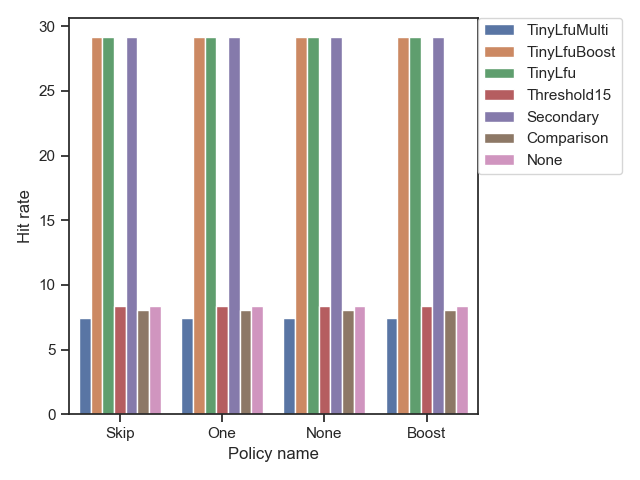 30
25
20
15
10
5
0
Hit rate
Skip
One
None
Boost
Policy name
TinyLfuMulti
TinyLfuBoost
TinyLfu
Threshold15
Secondary
Comparison
None